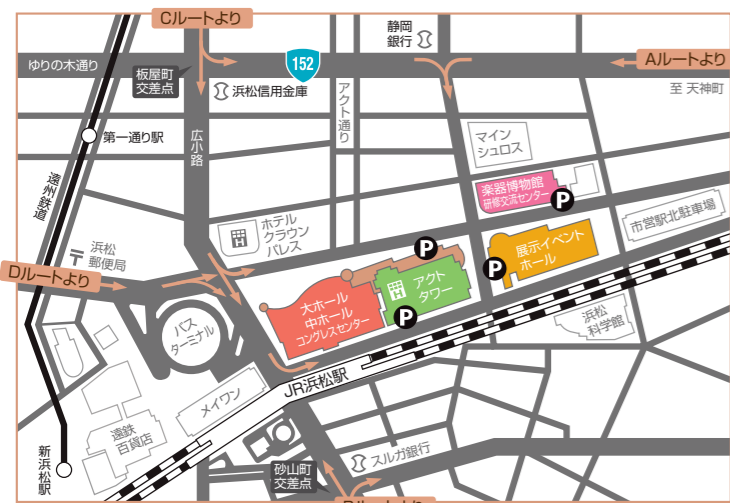 Cルートより
静岡
銀行
ゆりの木通り
板屋町
交差点
152
Aルートより
至 天神町
浜松信用金庫
アクト通り
第一通り駅
広小路
マイン
シュロス
遠州鉄道
楽器博物館
研修交流センター
P
市営駅北駐車場
ホテル
クラウン
パレス
浜松
郵便局
P
展示イベント
ホール
P
Dルートより
アクト
タワー
大ホール
中ホール
コングレスセンター
P
バス
ターミナル
浜松
科学館
JR浜松駅
メイワン
遠鉄
百貨店
新浜松駅
スルガ銀行
砂山町
交差点